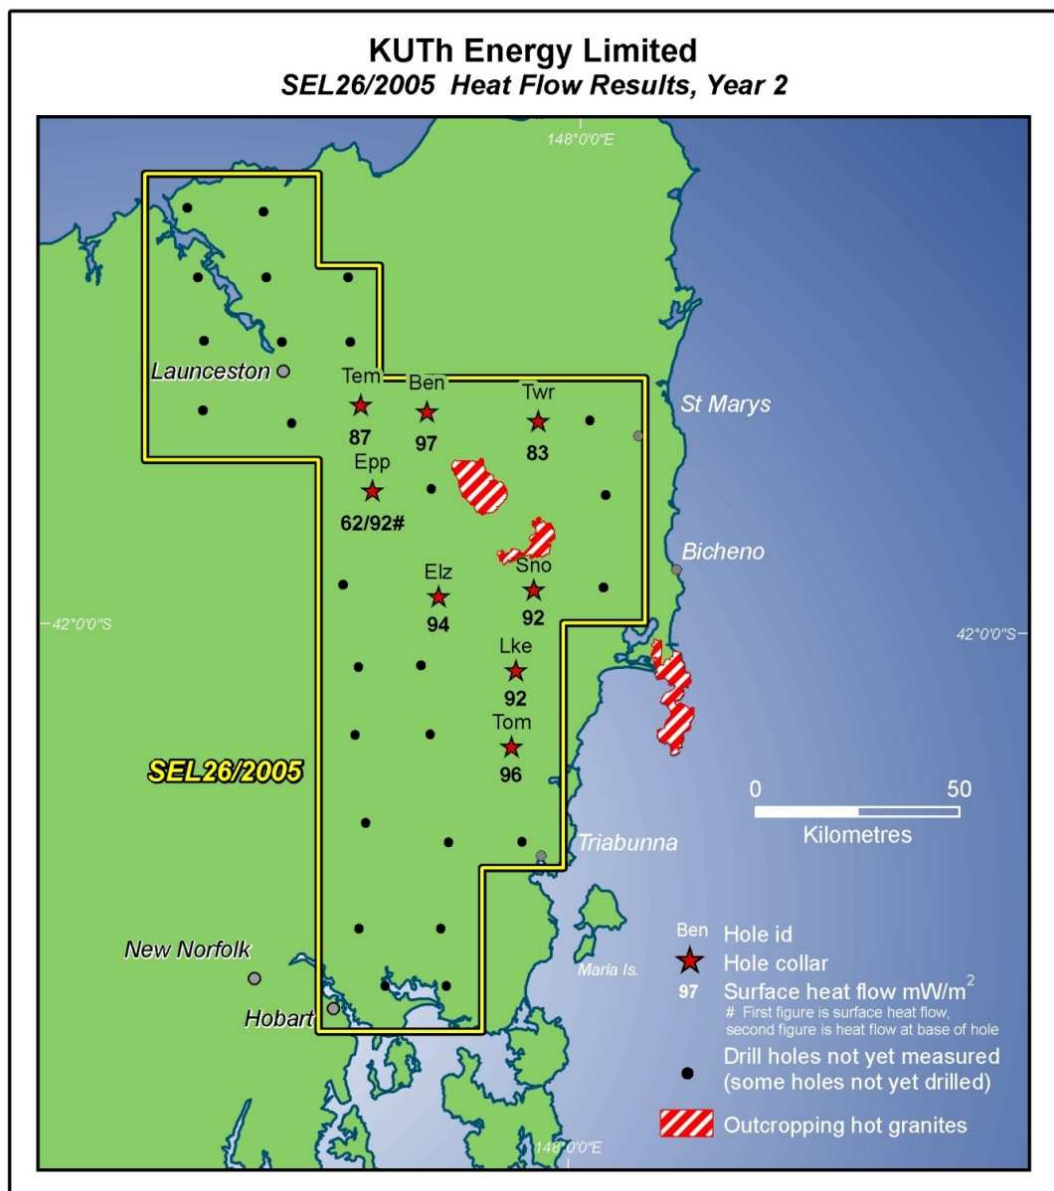 KUTh Energy Limited
SEL26/2005 Heat Flow Results, Year 2
148°0'0"E
Launceston
Tem
87
Ben
97
Twr
83
St Marys
Epp
62/92#
Bicheno
Elz
94
Sno
92
42°0'0"S
42°0'0"S
Lke
92
Tom
96
SEL26/2005
0 50
Kilometres
Triabunna
New Norfolk
Maria Is.
Hobart
Ben Hole id
Hole collar
97 Surface heat flow mW/m²
# First figure is surface heat flow,
second figure is heat flow at base of hole
Drill holes not yet measured
(some holes not yet drilled)
Outcropping hot granites
148°0'0"E